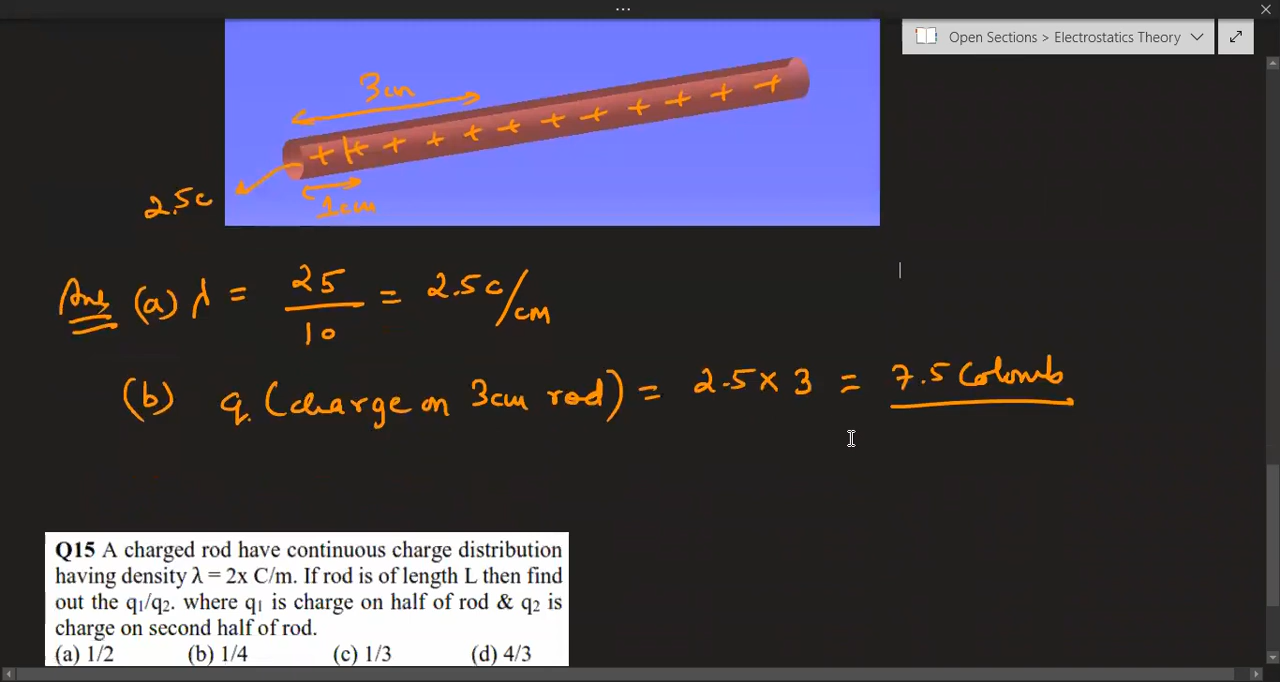 ...
Open Sections > Electrostatics Theory
3cm
1cm
2.5c
Ans (a) λ = 25/10 = 2.5c/cm
(b) q (charge on 3cm rod) = 2.5 x 3 = 7.5 Colomb
Q15 A charged rod have continuous charge distribution
having density λ = 2x C/m. If rod is of length L then find
out the q₁/q₂. where q₁ is charge on half of rod & q₂ is
charge on second half of rod.
(a) 1/2 (b) 1/4 (c) 1/3 (d) 4/3